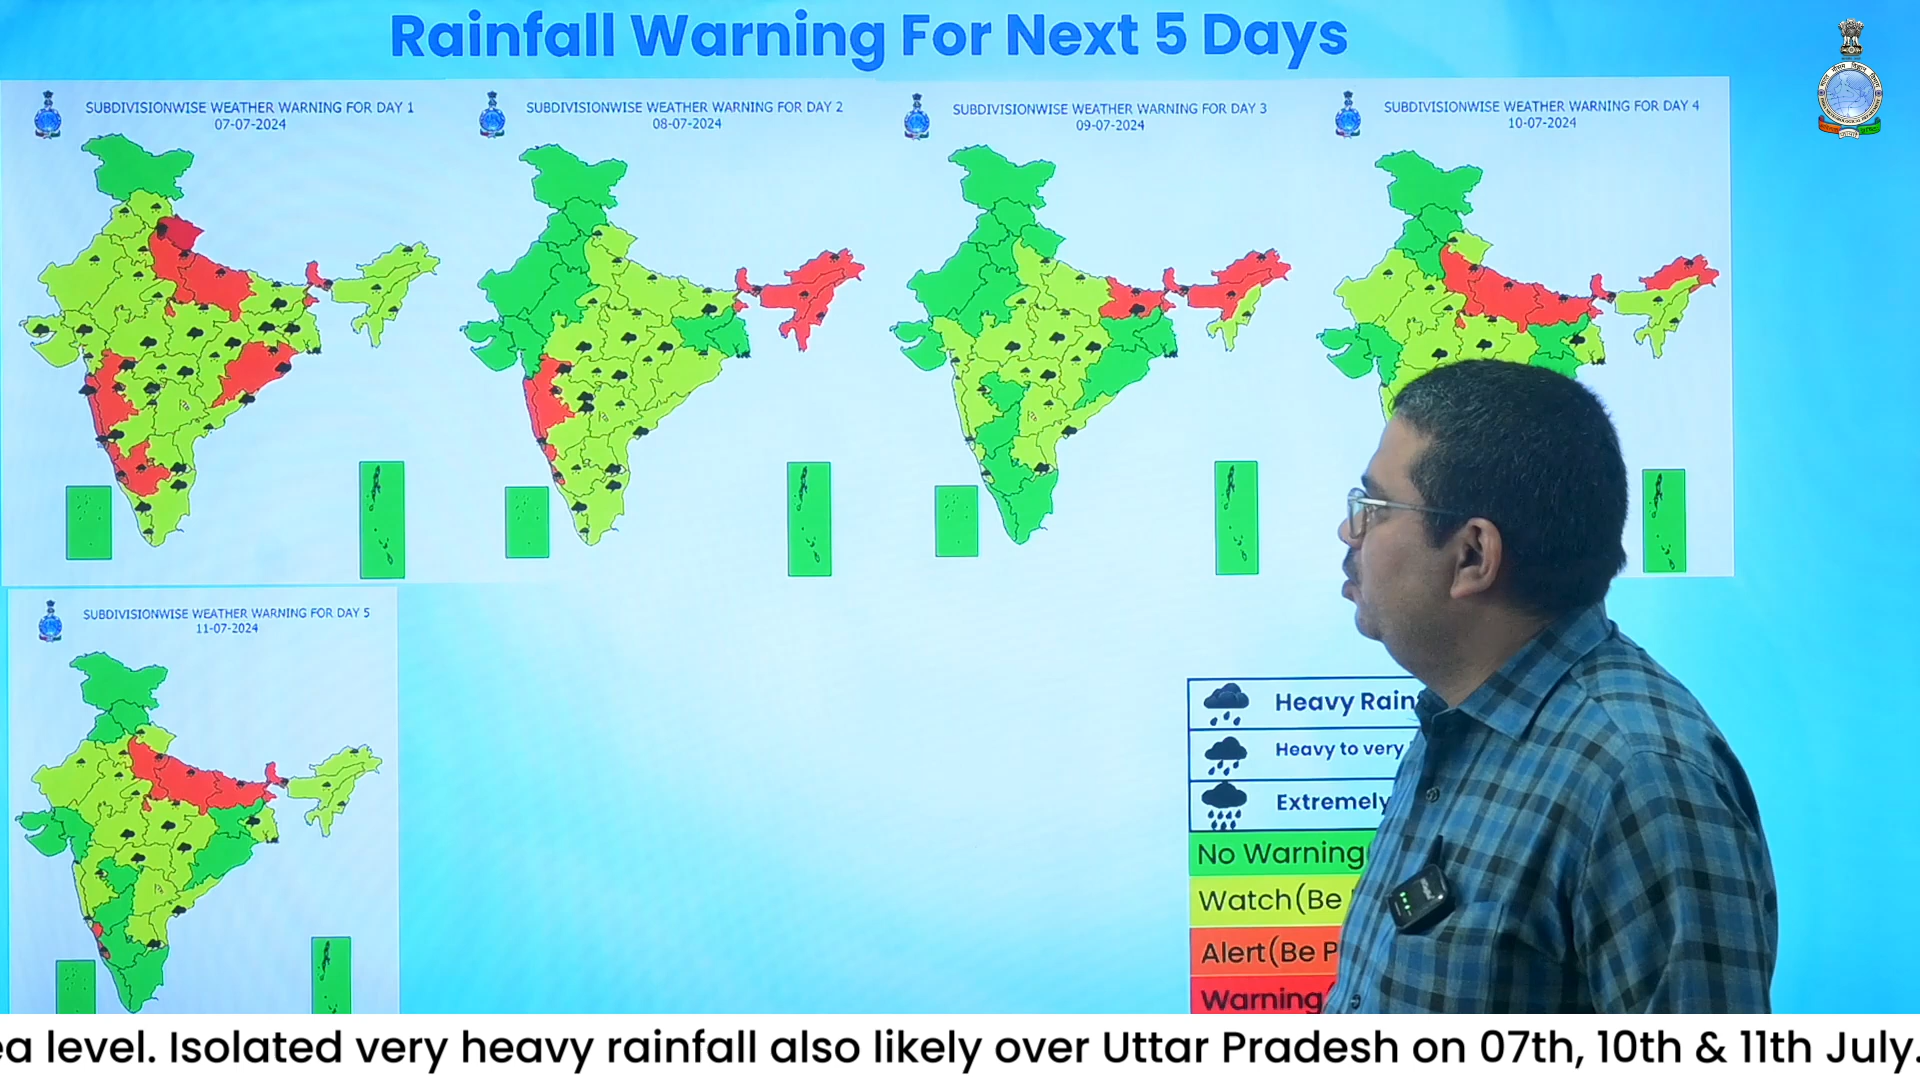 Rainfall Warning For Next 5 Days
SUBDIVISIONWISE WEATHER WARNING FOR DAY 1
07-07-2024
SUBDIVISIONWISE WEATHER WARNING FOR DAY 2
08-07-2024
SUBDIVISIONWISE WEATHER WARNING FOR DAY 3
09-07-2024
SUBDIVISIONWISE WEATHER WARNING FOR DAY 4
10-07-2024
SUBDIVISIONWISE WEATHER WARNING FOR DAY 5
11-07-2024
Heavy Rain
Heavy to very
Extremely
No Warning
Watch(Be
Alert(Be P
Warning
ea level. Isolated very heavy rainfall also likely over Uttar Pradesh on 07th, 10th & 11th July.